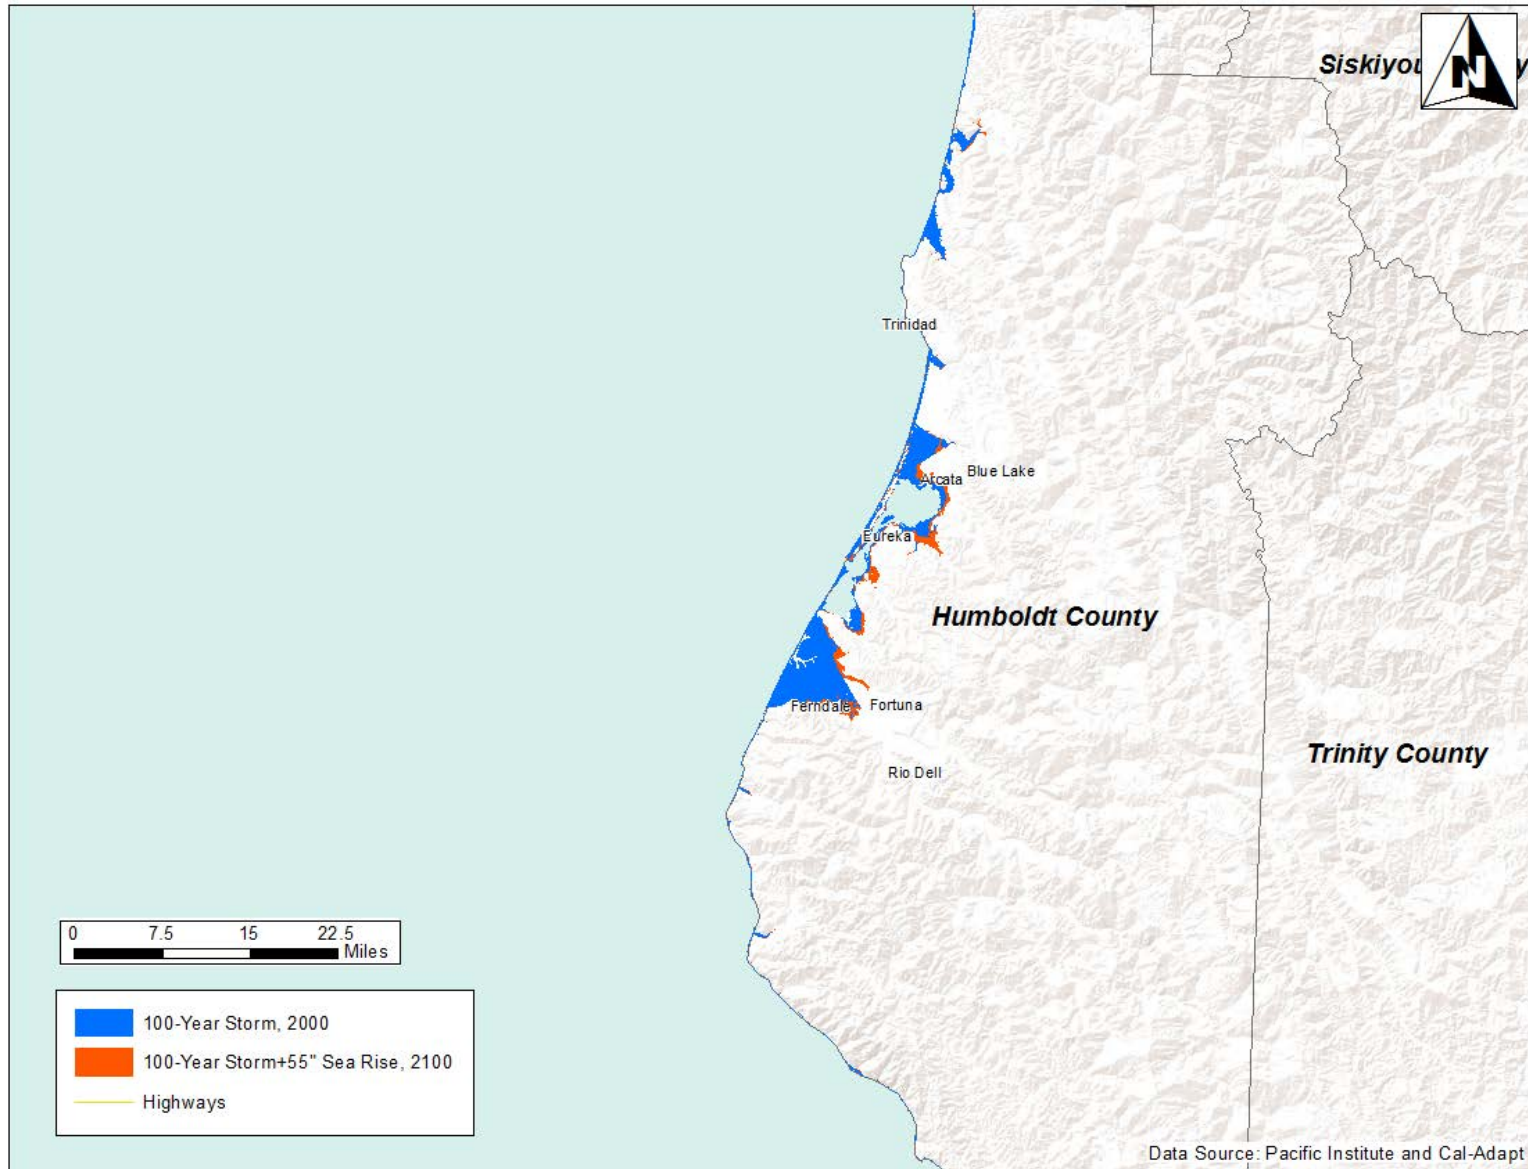 Siskiyou
N
Trinidad
Blue Lake
Arcata
Eureka
Humboldt County
Ferndale
Fortuna
Trinity County
Rio Dell
0 7.5 15 22.5
Miles
100-Year Storm, 2000
100-Year Storm+55" Sea Rise, 2100
Highways
Data Source: Pacific Institute and Cal-Adapt